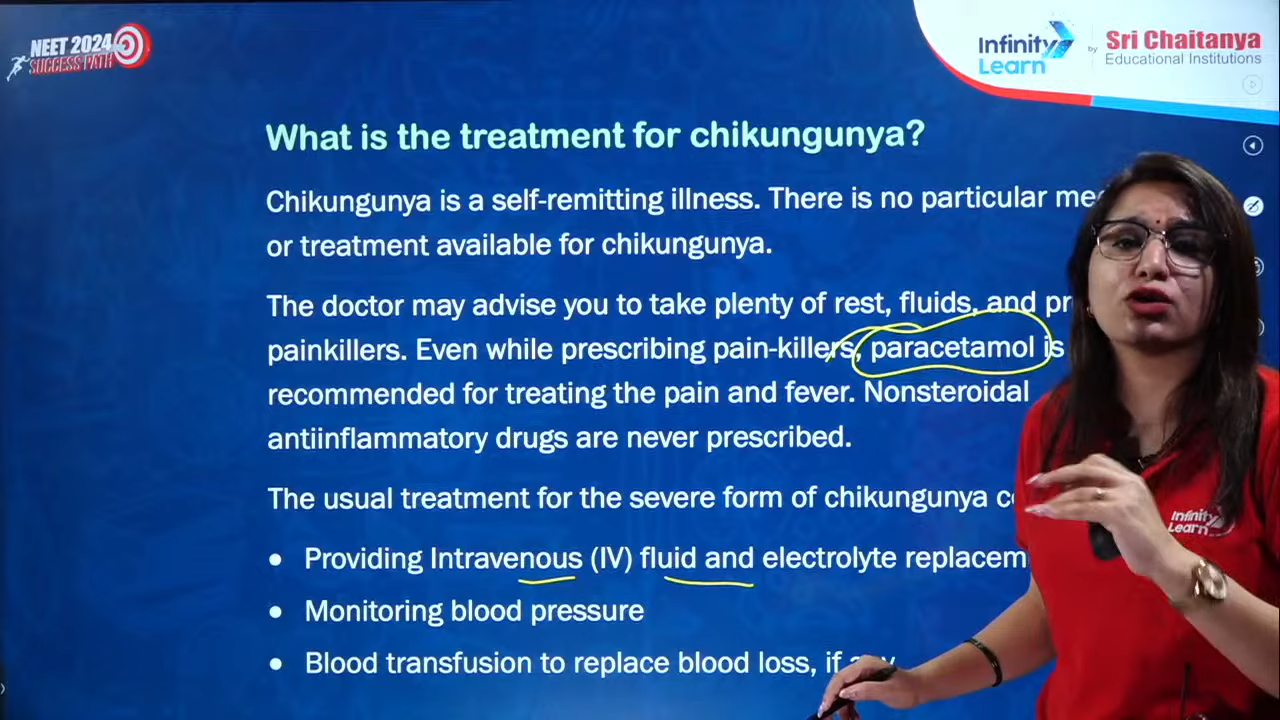 NEET 2024
SUCCESS PATH
Infinity
Learn
by
Sri Chaitanya
Educational Institutions
What is the treatment for chikungunya?
Chikungunya is a self-remitting illness. There is no particular
or treatment available for chikungunya.
The doctor may advise you to take plenty of rest, fluids, and
painkillers. Even while prescribing pain-killers, paracetamol is
recommended for treating the pain and fever. Nonsteroidal
antiinflammatory drugs are never prescribed.
The usual treatment for the severe form of chikungunya
• Providing Intravenous (IV) fluid and electrolyte
• Monitoring blood pressure
• Blood transfusion to replace blood loss, if any
Infinity
Learn